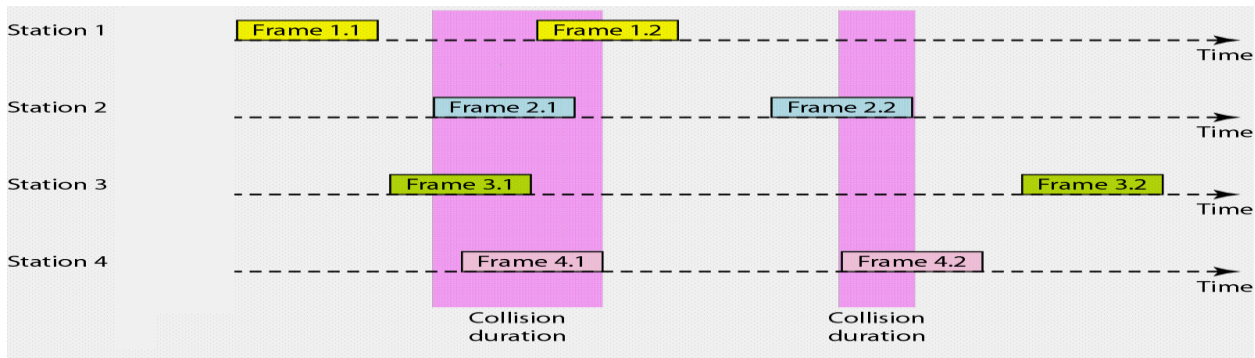 Station 1
Frame 1.1
Frame 1.2
Time
Station 2
Frame 2.1
Frame 2.2
Time
Station 3
Frame 3.1
Frame 3.2
Time
Station 4
Frame 4.1
Frame 4.2
Time
Collision
duration
Collision
duration